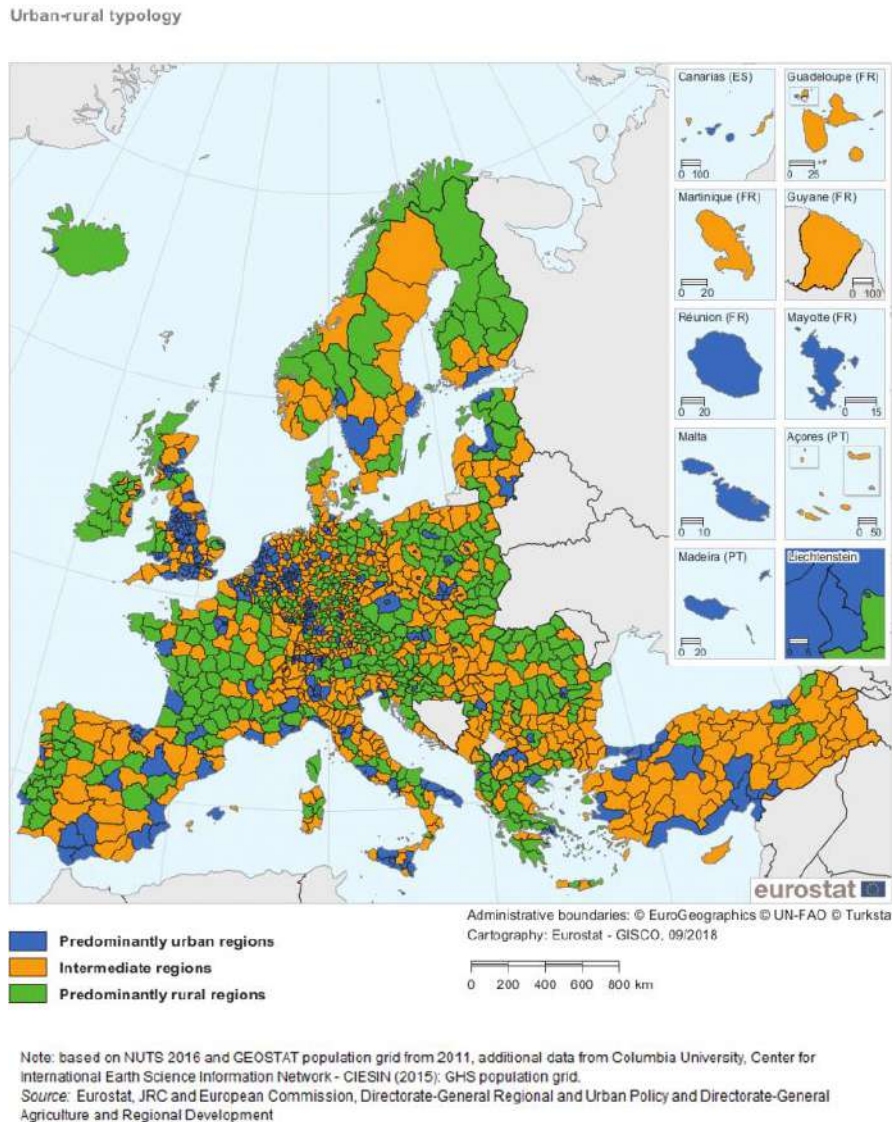 Urban-rural typology
Canarias (ES)
0 100
Guadeloupe (FR)
0 25
Martinique (FR)
0 20
Guyane (FR)
0 100
Réunion (FR)
0 20
Mayotte (FR)
0 15
Malta
0 10
Açores (PT)
0 50
Madeira (PT)
0 20
Liechtenstein
eurostat
Administrative boundaries: © EuroGeographics © UN-FAO © Turksta
Cartography: Eurostat - GISCO, 09/2018
Predominantly urban regions
Intermediate regions
Predominantly rural regions
0 200 400 600 800 km
Note: based on NUTS 2016 and GEOSTAT population grid from 2011, additional data from Columbia University, Center for
International Earth Science Information Network - CIESIN (2015): GHS population grid.
Source: Eurostat, JRC and European Commission, Directorate-General Regional and Urban Policy and Directorate-General
Agriculture and Regional Development